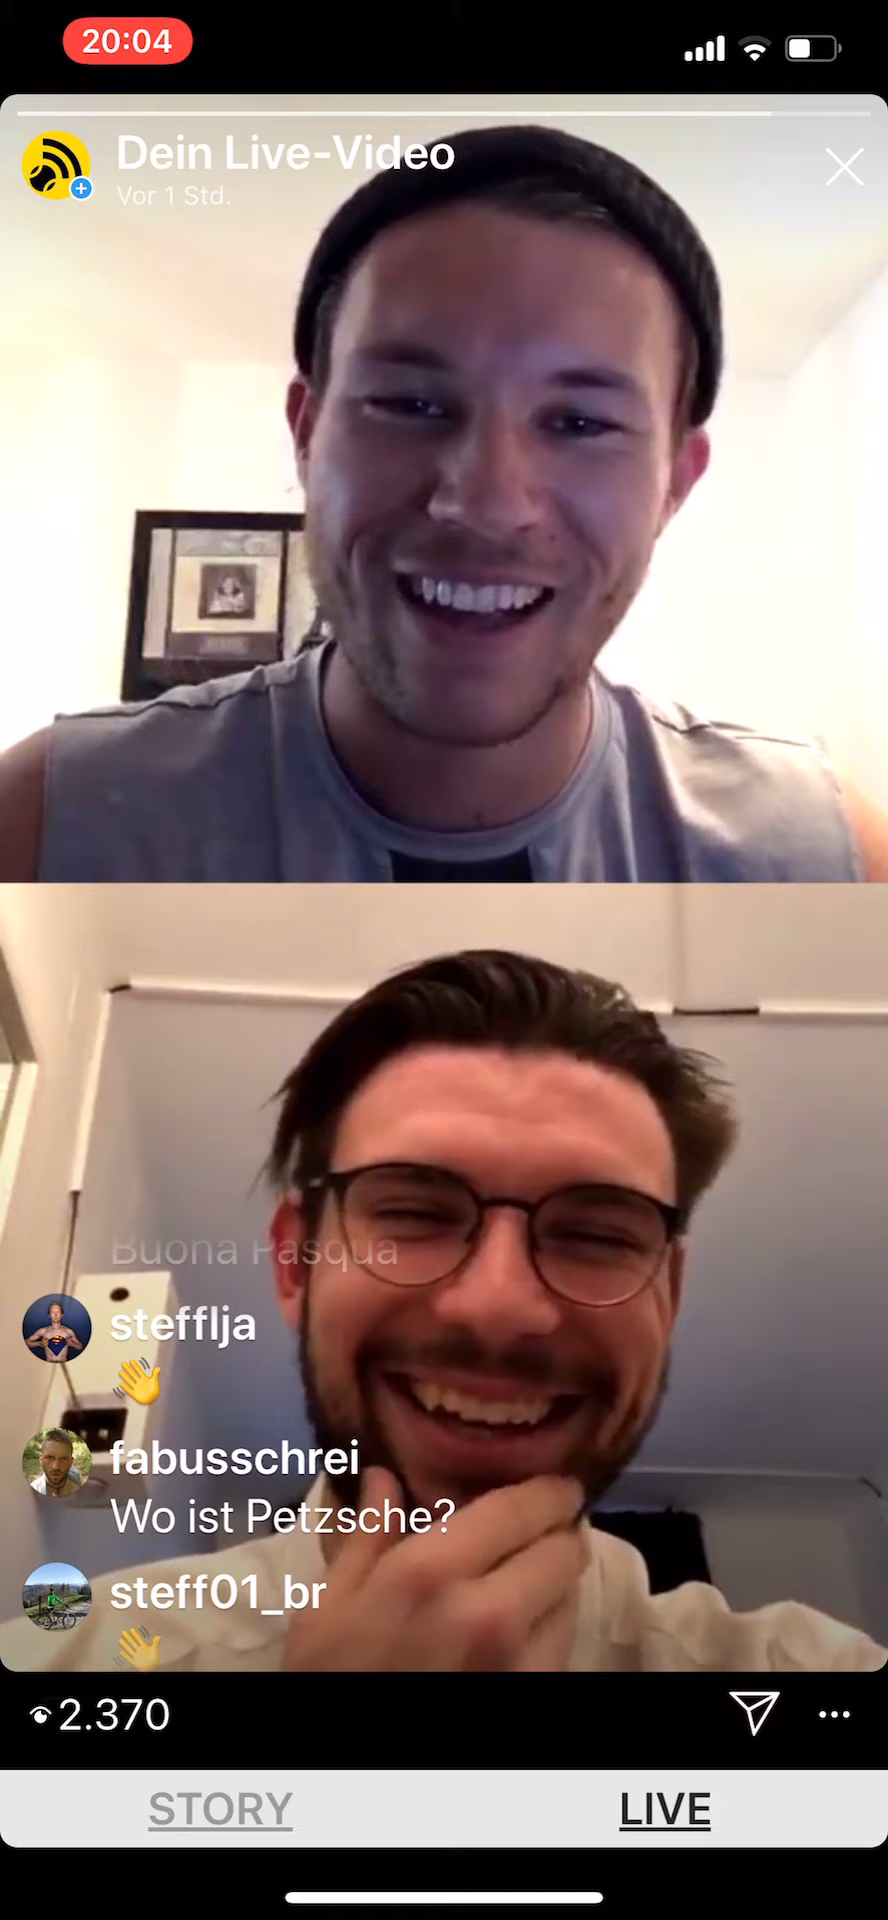 20:04
Dein Live-Video
Vor 1 Std.
Buona Pasqua
stefflja
👋
fabusschrei
Wo ist Petzsche?
steff01_br
👋
2.370
STORY
LIVE